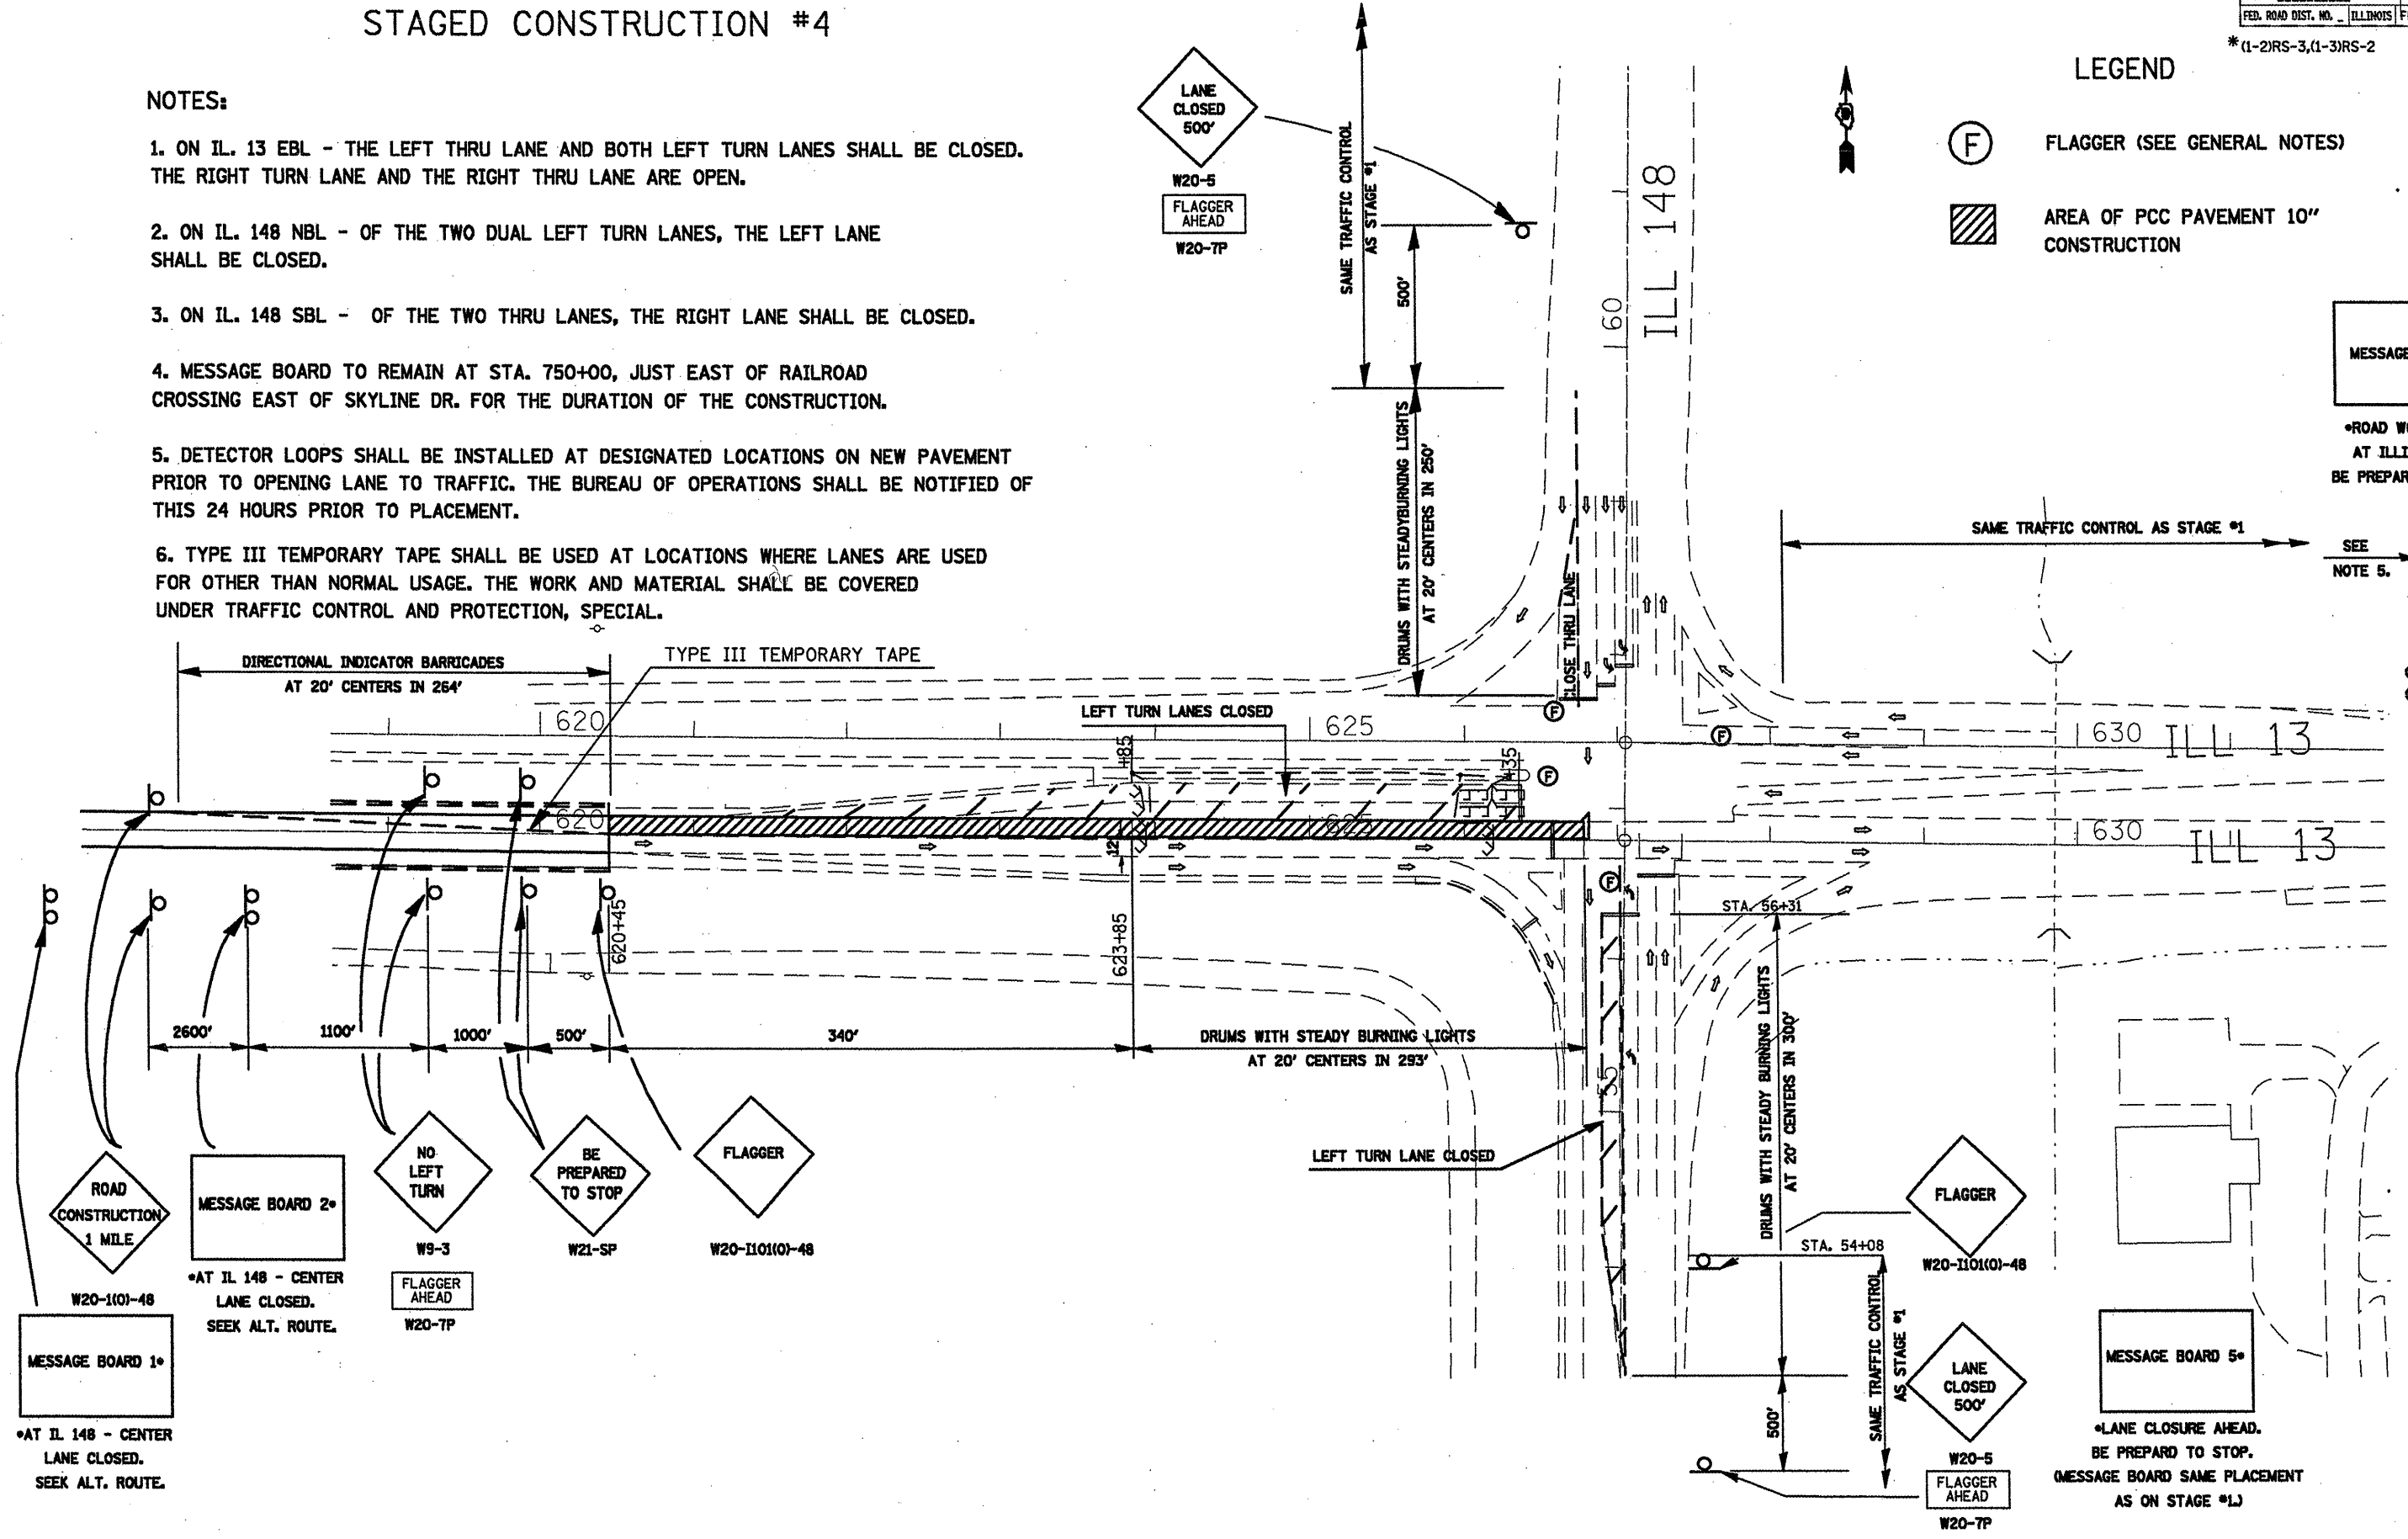 STAGED CONSTRUCTION #4
FED. ROAD DIST. NO. _ ILLINOIS
*(1-2)RS-3,(1-3)RS-2
NOTES:
1. ON IL. 13 EBL - THE LEFT THRU LANE AND BOTH LEFT TURN LANES SHALL BE CLOSED.
THE RIGHT TURN LANE AND THE RIGHT THRU LANE ARE OPEN.
2. ON IL. 148 NBL - OF THE TWO DUAL LEFT TURN LANES, THE LEFT LANE
SHALL BE CLOSED.
3. ON IL. 148 SBL - OF THE TWO THRU LANES, THE RIGHT LANE SHALL BE CLOSED.
4. MESSAGE BOARD TO REMAIN AT STA. 750+00, JUST EAST OF RAILROAD
CROSSING EAST OF SKYLINE DR. FOR THE DURATION OF THE CONSTRUCTION.
5. DETECTOR LOOPS SHALL BE INSTALLED AT DESIGNATED LOCATIONS ON NEW PAVEMENT
PRIOR TO OPENING LANE TO TRAFFIC. THE BUREAU OF OPERATIONS SHALL BE NOTIFIED OF
THIS 24 HOURS PRIOR TO PLACEMENT.
6. TYPE III TEMPORARY TAPE SHALL BE USED AT LOCATIONS WHERE LANES ARE USED
FOR OTHER THAN NORMAL USAGE. THE WORK AND MATERIAL SHALL BE COVERED
UNDER TRAFFIC CONTROL AND PROTECTION, SPECIAL.
LANE
CLOSED
500'
W20-5
FLAGGER
AHEAD
W20-7P
SAME TRAFFIC CONTROL
AS STAGE #1
500'
DRUMS WITH STEADYBURNING LIGHTS
AT 20' CENTERS IN 250'
CLOSE THRU LANE
160
ILL 148
LEGEND
F
FLAGGER (SEE GENERAL NOTES)
AREA OF PCC PAVEMENT 10"
CONSTRUCTION
MESSAGE
*ROAD W
AT ILLI
BE PREPAR
SAME TRAFFIC CONTROL AS STAGE #1
SEE
NOTE 5.
DIRECTIONAL INDICATOR BARRICADES
AT 20' CENTERS IN 264'
TYPE III TEMPORARY TAPE
LEFT TURN LANES CLOSED
620
625
630
ILL 13
+85
+35
F
F
F
620
625
630
ILL 13
12'
F
620+45
623+85
STA. 56+31
55
2600'
1100'
1000'
500'
340'
DRUMS WITH STEADY BURNING LIGHTS
AT 20' CENTERS IN 293'
LEFT TURN LANE CLOSED
DRUMS WITH STEADY BURNING LIGHTS
AT 20' CENTERS IN 300'
ROAD
CONSTRUCTION
1 MILE
W20-1(O)-48
MESSAGE BOARD 2*
*AT IL 148 - CENTER
LANE CLOSED.
SEEK ALT. ROUTE.
NO
LEFT
TURN
W9-3
FLAGGER
AHEAD
W20-7P
BE
PREPARED
TO STOP
W21-SP
FLAGGER
W20-I101(O)-48
MESSAGE BOARD 1*
*AT IL 148 - CENTER
LANE CLOSED.
SEEK ALT. ROUTE.
STA. 54+08
FLAGGER
W20-I101(O)-48
SAME TRAFFIC CONTROL
AS STAGE #1
500'
LANE
CLOSED
500'
W20-5
FLAGGER
AHEAD
W20-7P
MESSAGE BOARD 5*
*LANE CLOSURE AHEAD.
BE PREPARD TO STOP.
(MESSAGE BOARD SAME PLACEMENT
AS ON STAGE #1.)